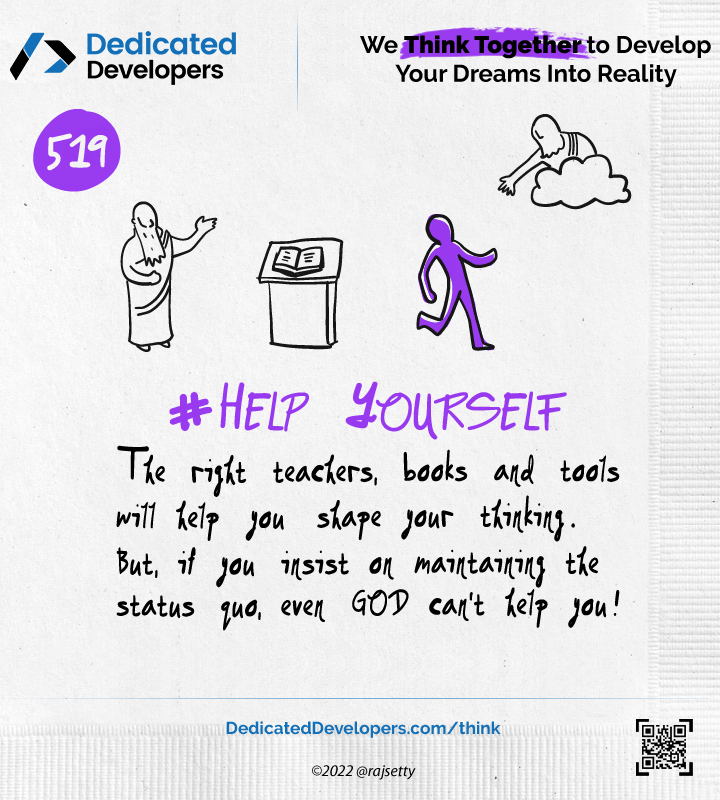 Dedicated
Developers
We Think Together to Develop
Your Dreams Into Reality
519
#HELP YOURSELF
The right teachers, books and tools
will help you shape your thinking.
But, if you insist on maintaining the
status quo, even GOD can't help you!
DedicatedDevelopers.com/think
©2022 @rajsetty